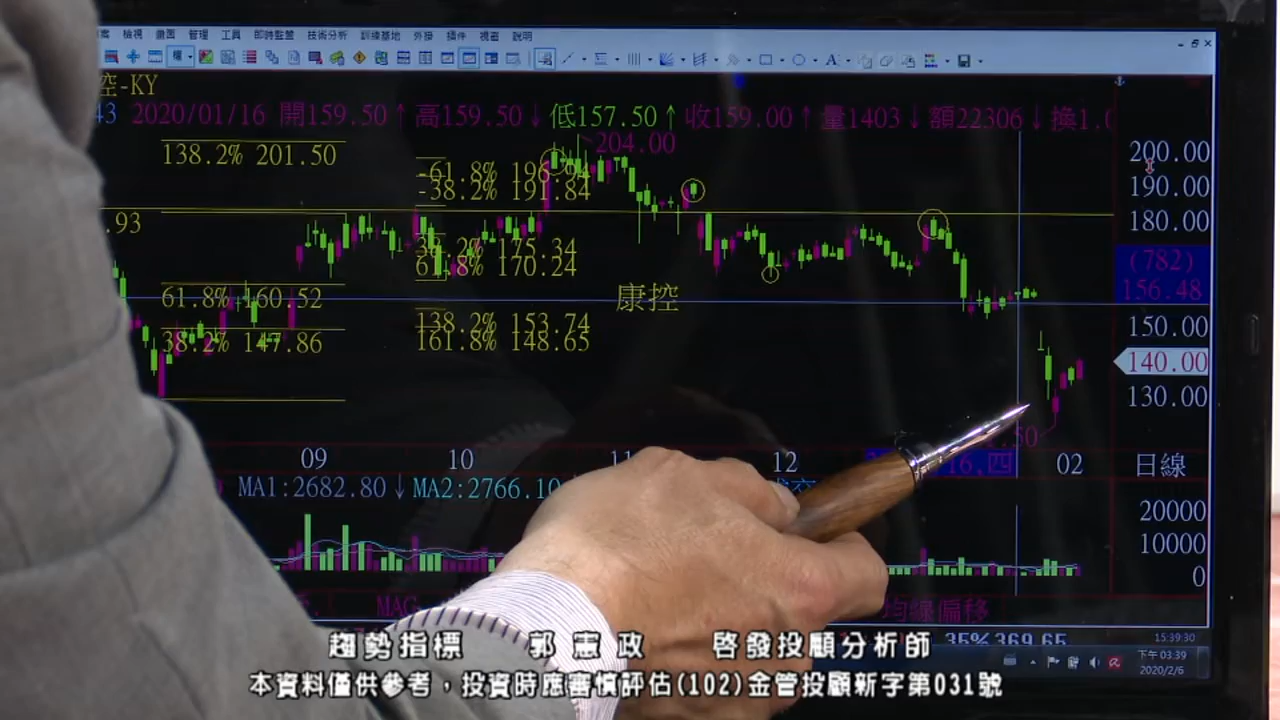 檢視 畫面 管理 工具 即時監盤 技術分析 訓練基地 外掛 插件 視窗 說明
控-KY
43 2020/01/16 開159.50↑ 高159.50↓ 低157.50↑ 收159.00↑ 量1403↓ 額22306↓ 換1.0
204.00
138.2% 201.50
-61.8% 196
-38.2% 191.84
.93
38.2% 175.34
61.8% 170.24
康控
61.8% 160.52
138.2% 153.74
38.2% 147.86
161.8% 148.65
200.00
190.00
180.00
(782)
156.48
150.00
140.00
130.00
.50
09 10 11 12 16,四 02 日線
MA1:2682.80↓ MA2:2766.10
20000
10000
0
MAC
均線偏移
35% 369.65
15:39:30
下午 03:39
2020/2/6
趨勢指標 郭憲政 啓發投顧分析師
本資料僅供參考，投資時應審慎評估(102)金管投顧新字第031號